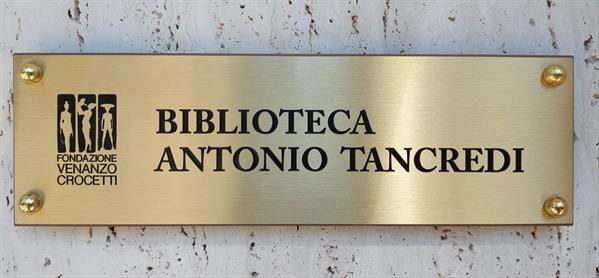 FONDAZIONE
VENANZO
CROCETTI
BIBLIOTECA
ANTONIO TANCREDI